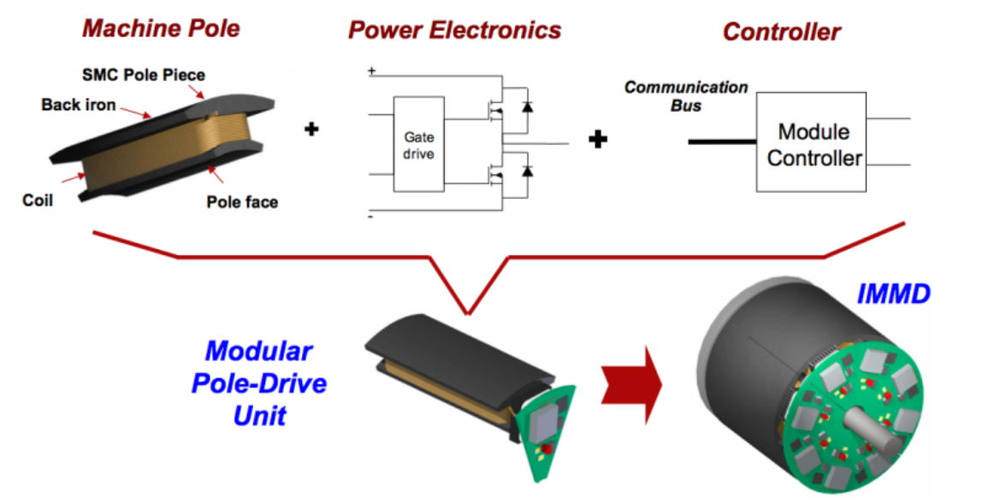 Machine Pole
Power Electronics
Controller
SMC Pole Piece
Back iron
Coil
Pole face
+
+
Gate
drive
-
+
Communication
Bus
Module
Controller
Modular
Pole-Drive
Unit
IMMD